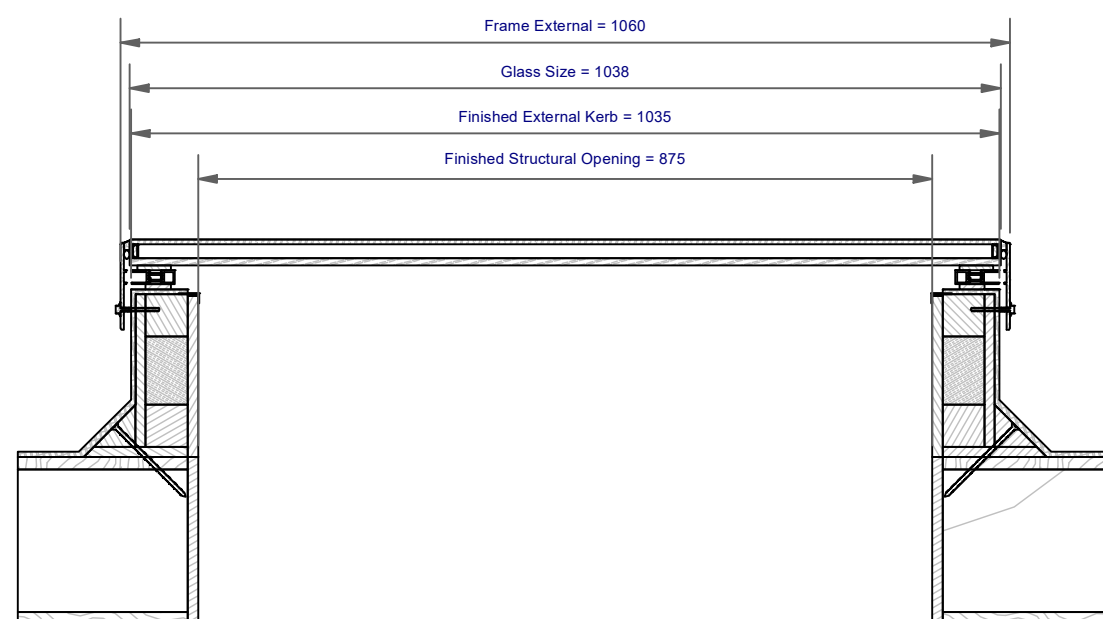 Frame External = 1060
Glass Size = 1038
Finished External Kerb = 1035
Finished Structural Opening = 875